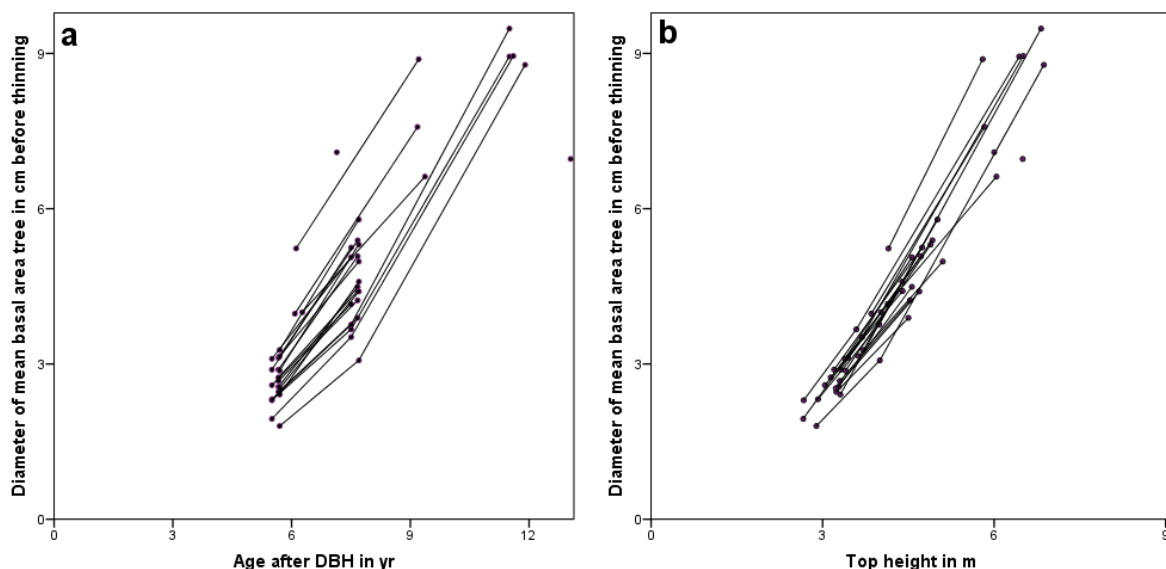 a
Diameter of mean basal area tree in cm before thinning
9
6
3
0
0
6
9
12
Age after DBH in yr
b
Diameter of mean basal area tree in cm before thinning
9
6
3
0
0
3
6
9
Top height in m